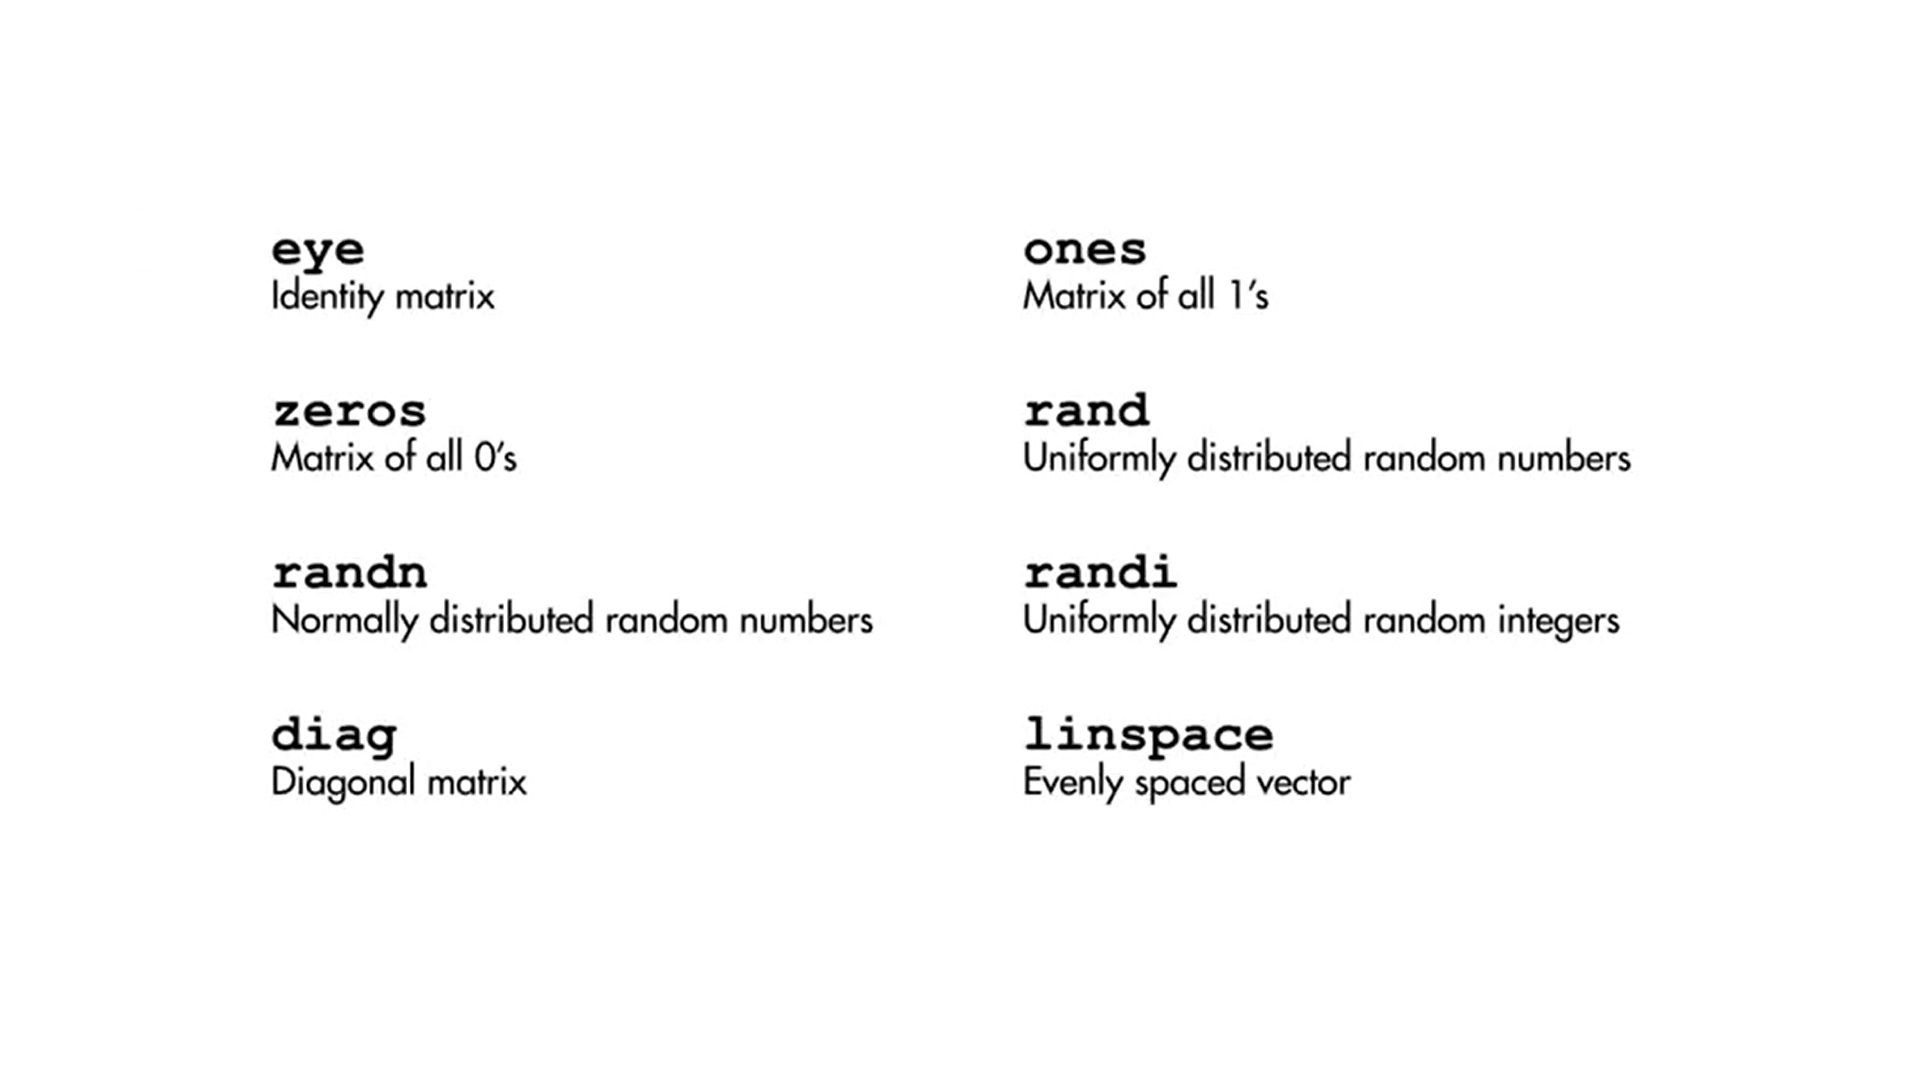 eye
Identity matrix
ones
Matrix of all 1's
zeros
Matrix of all 0's
rand
Uniformly distributed random numbers
randn
Normally distributed random numbers
randi
Uniformly distributed random integers
diag
Diagonal matrix
linspace
Evenly spaced vector